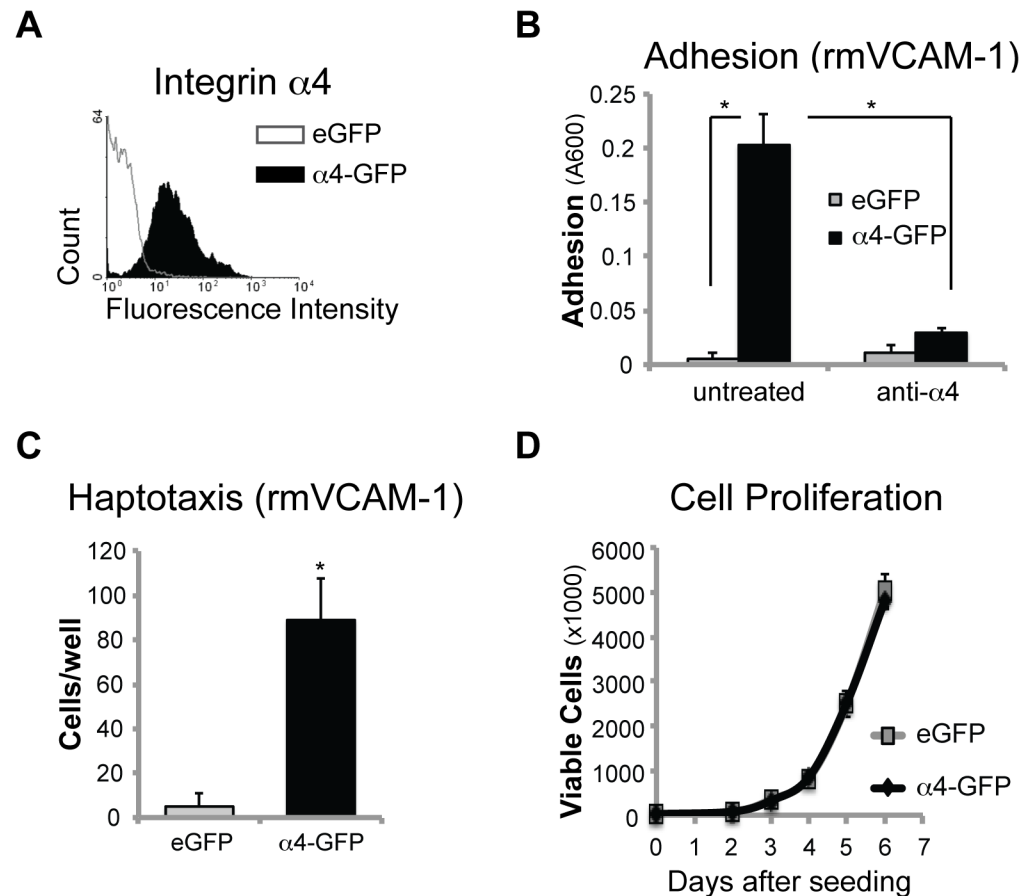 A
Integrin α4
eGFP
α4-GFP
64
Count
0
10⁰ 10¹ 10² 10³ 10⁴
Fluorescence Intensity
B
Adhesion (rmVCAM-1)
Adhesion (A600)
0.25
0.2
0.15
0.1
0.05
0
* *
eGFP
α4-GFP
untreated anti-α4
C
Haptotaxis (rmVCAM-1)
Cells/well
120
100
80
60
40
20
0
*
eGFP α4-GFP
D
Cell Proliferation
Viable Cells (x1000)
6000
5000
4000
3000
2000
1000
0
eGFP
α4-GFP
0 1 2 3 4 5 6 7
Days after seeding